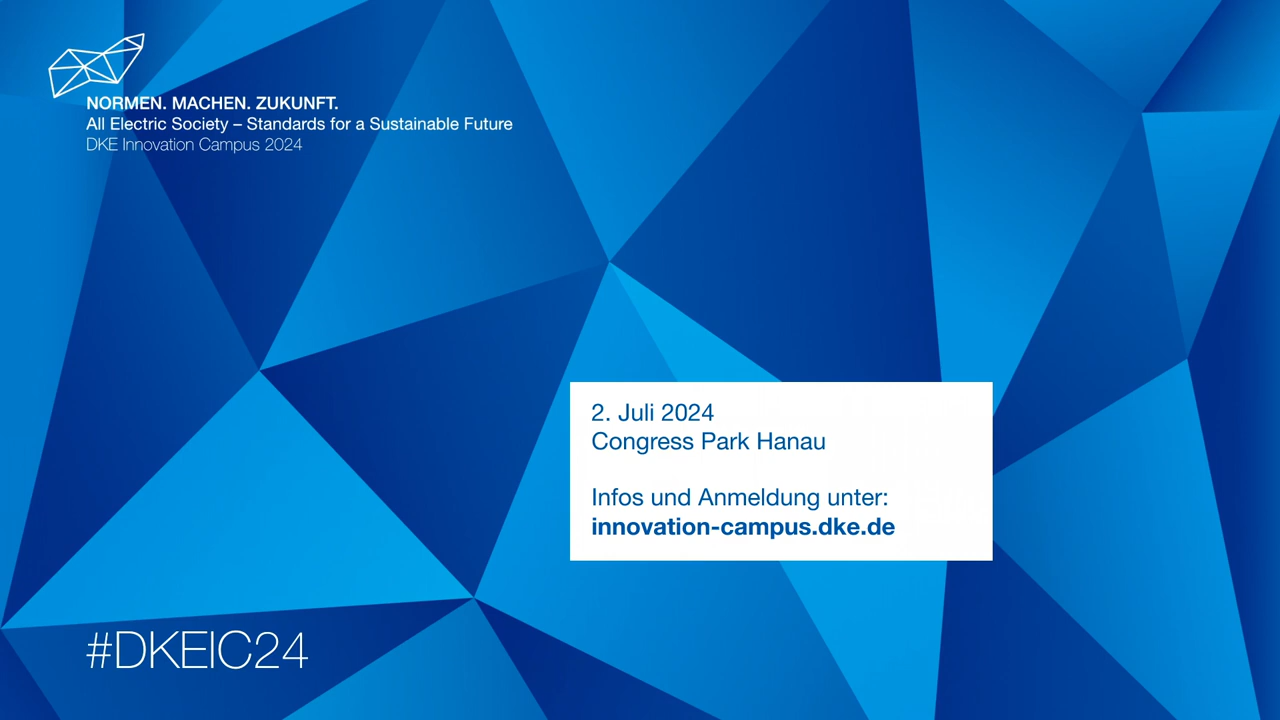 NORMEN. MACHEN. ZUKUNFT.
All Electric Society – Standards for a Sustainable Future
DKE Innovation Campus 2024
2. Juli 2024
Congress Park Hanau
Infos und Anmeldung unter:
innovation-campus.dke.de
#DKEIC24